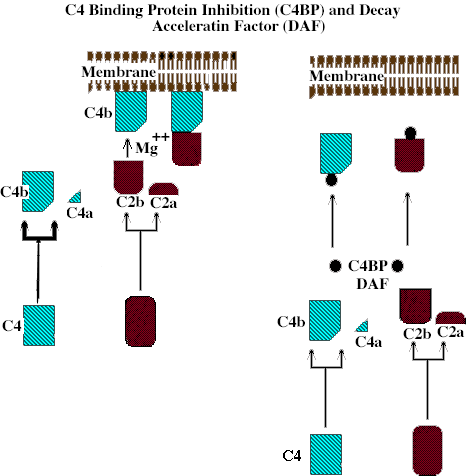 C4 Binding Protein Inhibition (C4BP) and Decay
Acceleratin Factor (DAF)
Membrane
Membrane
C4b
++
Mg
C4b
C4a
C2b
C2a
C4BP
DAF
C4
C4b
C4a
C2b
C2a
C4